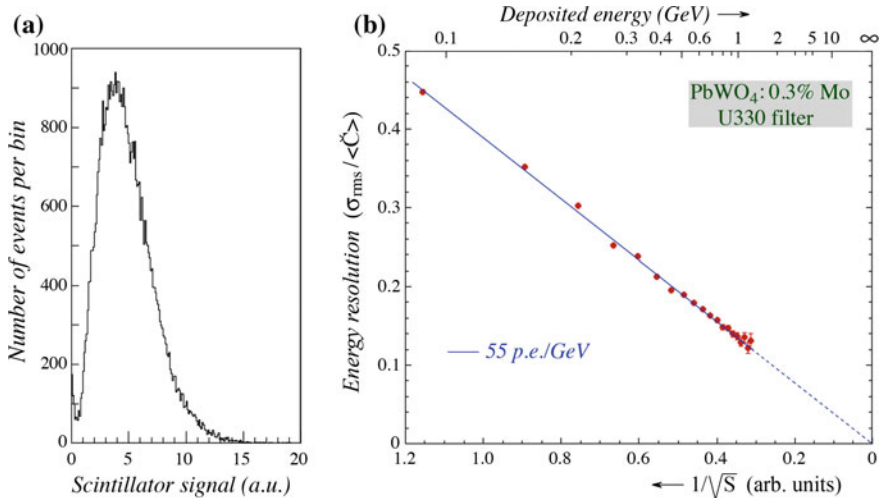 (a)
Number of events per bin
1000
800
600
400
200
0
0 5 10 15 20
Scintillator signal (a.u.)
(b)
Deposited energy (GeV) →
0.1 0.2 0.3 0.4 0.6 1 2 5 10 ∞
Energy resolution (σrms / <Č>)
0.5
0.4
0.3
0.2
0.1
0
PbWO4: 0.3% Mo
U330 filter
55 p.e./GeV
1.2 1.0 0.8 0.6 0.4 0.2 0
← 1/√S (arb. units)